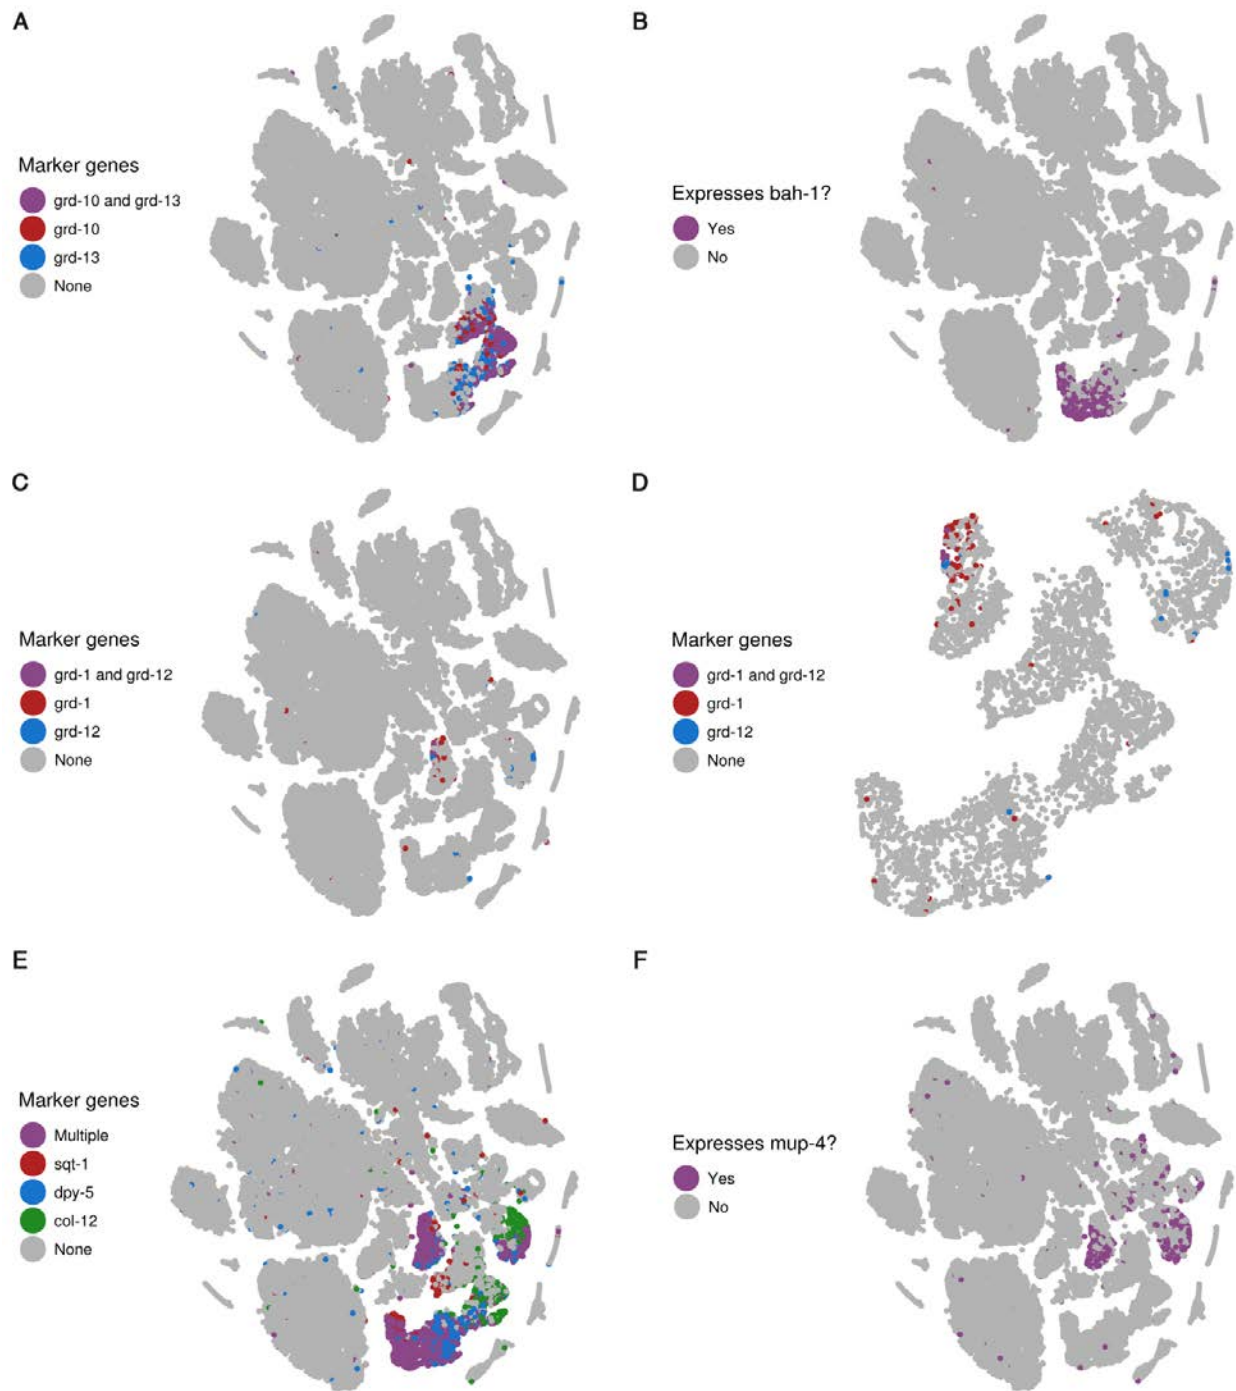 A
Marker genes
grd-10 and grd-13
grd-10
grd-13
None
B
Expresses bah-1?
Yes
No
C
Marker genes
grd-1 and grd-12
grd-1
grd-12
None
D
Marker genes
grd-1 and grd-12
grd-1
grd-12
None
E
Marker genes
Multiple
sqt-1
dpy-5
col-12
None
F
Expresses mup-4?
Yes
No